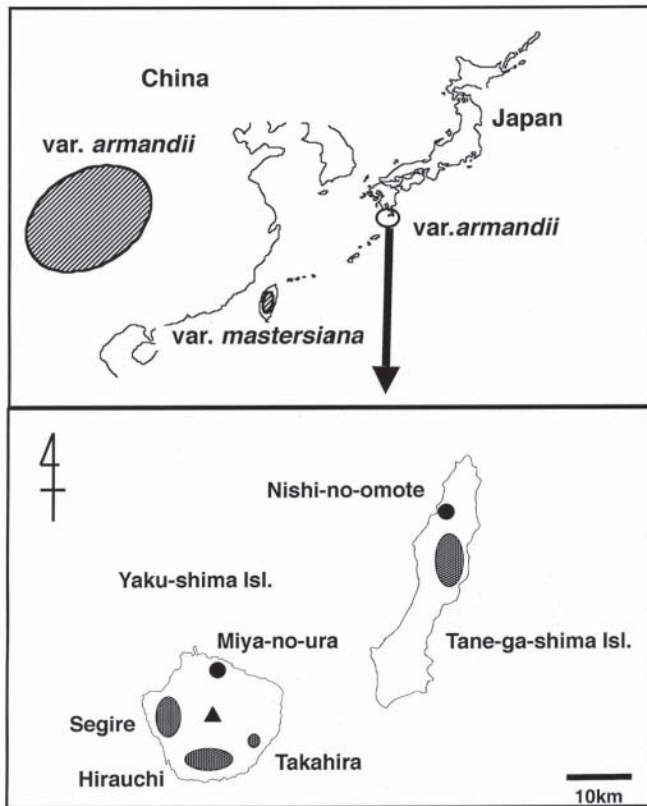 China
Japan
var. armandii
var.armandii
var. mastersiana
Nishi-no-omote
Yaku-shima Isl.
Miya-no-ura
Tane-ga-shima Isl.
Segire
Takahira
Hirauchi
10km